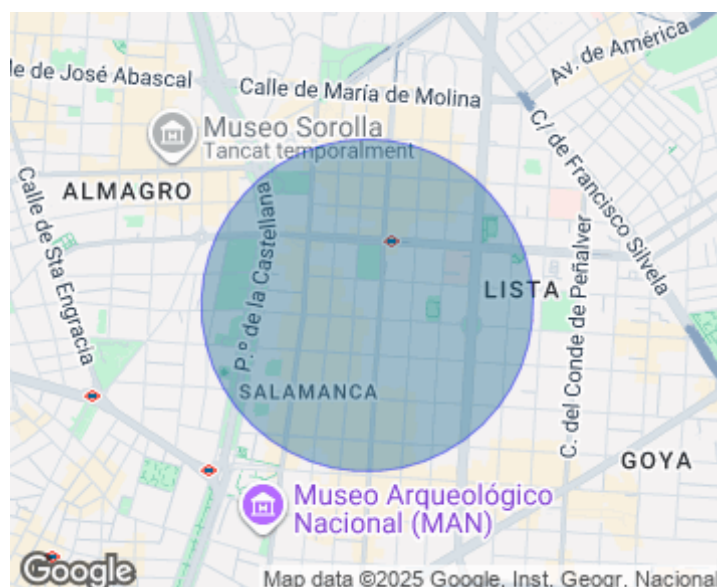 Av. de América
lle de José Abascal
Calle de María de Molina
Museo Sorolla
Tancat temporalment
C/ de Francisco Silvela
ALMAGRO
Calle de Sta Engracia
P.º de la Castellana
C. del Conde de Peñalver
LISTA
SALAMANCA
GOYA
Museo Arqueológico
Nacional (MAN)
Google
Map data ©2025 Google, Inst. Geogr. Nacional